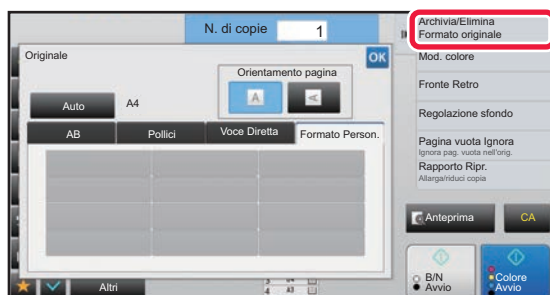 N. di copie 1
Originale
OK
Orientamento pagina
A A
Auto A4
AB Pollici Voce Diretta Formato Person.
Altri
A3
Archivia/Elimina
Formato originale
Mod. colore
Fronte Retro
Regolazione sfondo
Pagina vuota Ignora
Ignora pag. vuota nell'orig.
Rapporto Ripr.
Allarga/riduci copia
Anteprima CA
B/N
Avvio
Colore
Avvio